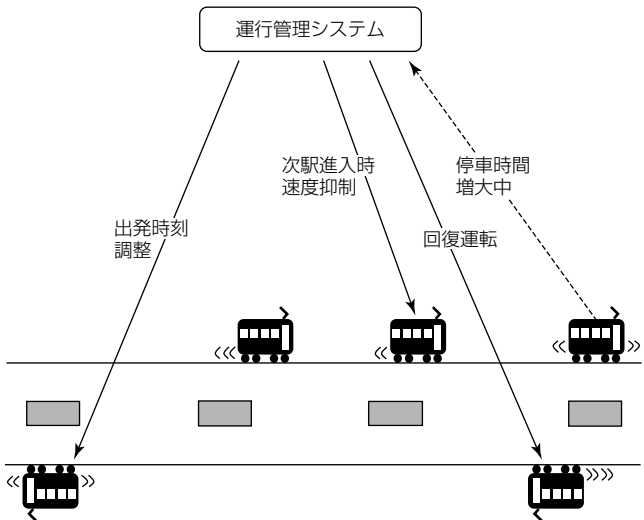 運行管理システム
次駅進入時
速度抑制
停車時間
増大中
出発時刻
調整
回復運転